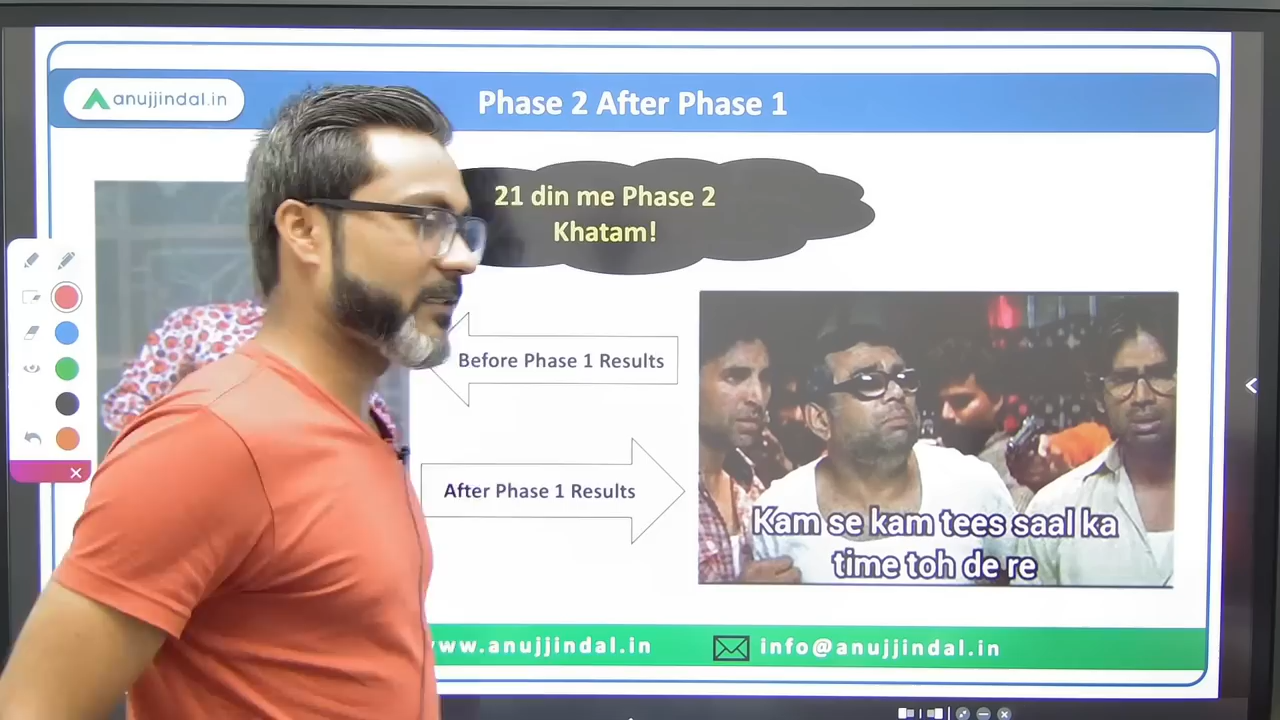 anujjindal.in
Phase 2 After Phase 1
21 din me Phase 2
Khatam!
Before Phase 1 Results
After Phase 1 Results
Kam se kam tees saal ka
time toh de re
www.anujjindal.in
info@anujjindal.in